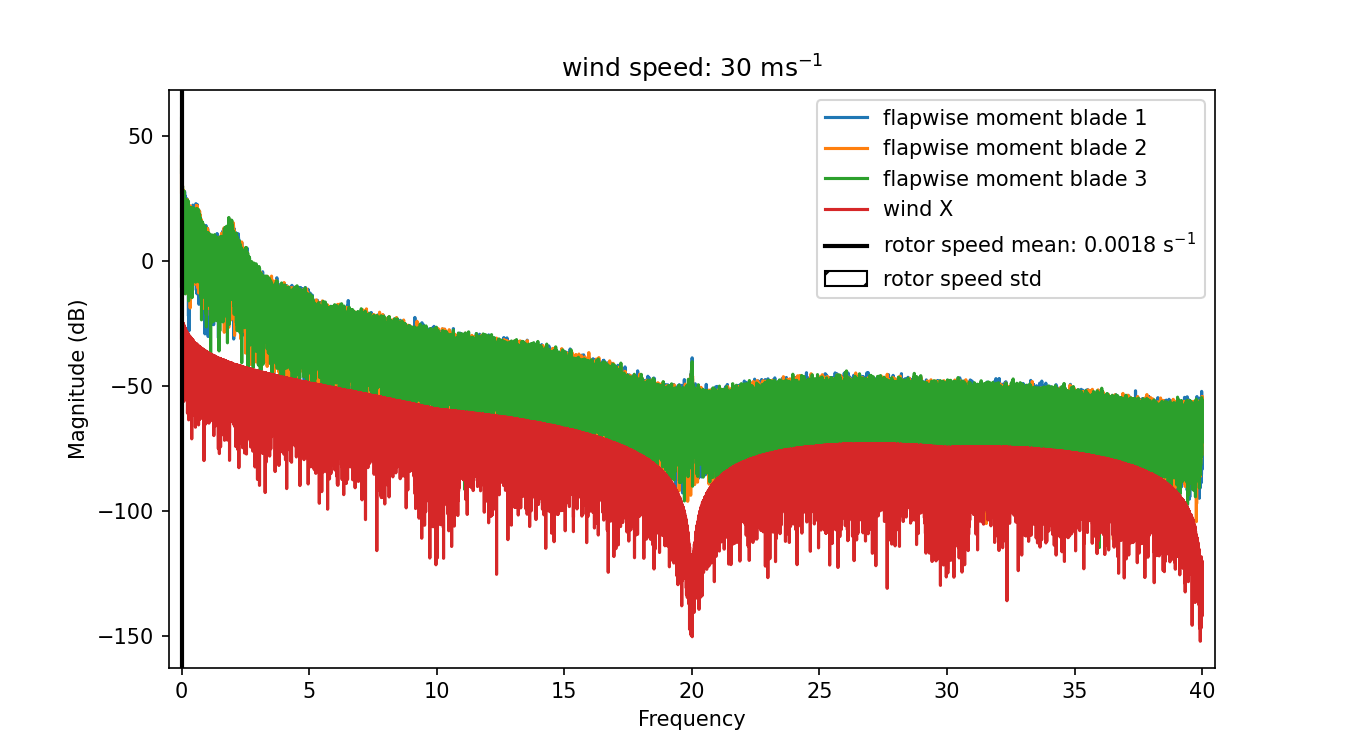 wind speed: 30 ms⁻¹
flapwise moment blade 1
flapwise moment blade 2
flapwise moment blade 3
wind X
rotor speed mean: 0.0018 s⁻¹
rotor speed std
Magnitude (dB)
50
0
−50
−100
−150
0 5 10 15 20 25 30 35 40
Frequency